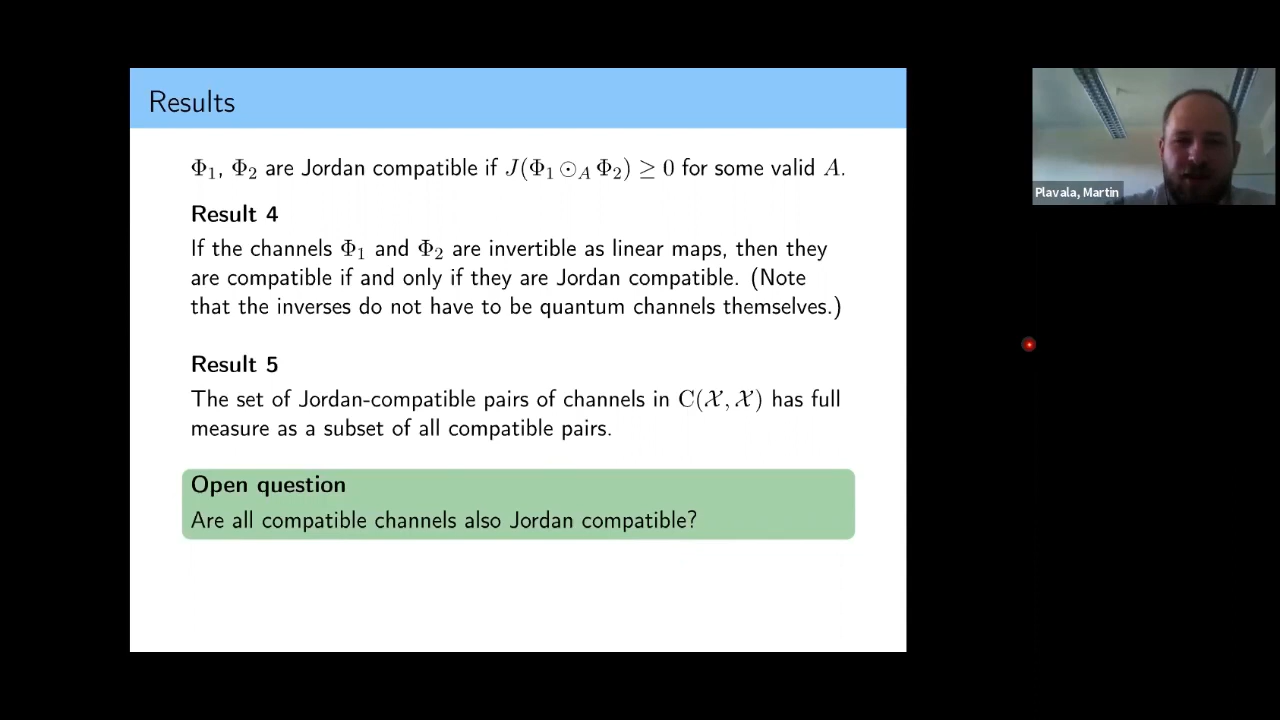 Results
Φ₁, Φ₂ are Jordan compatible if J(Φ₁ ⊙_A Φ₂) ≥ 0 for some valid A.
Result 4
If the channels Φ₁ and Φ₂ are invertible as linear maps, then they
are compatible if and only if they are Jordan compatible. (Note
that the inverses do not have to be quantum channels themselves.)
Result 5
The set of Jordan-compatible pairs of channels in C(𝒳, 𝒳) has full
measure as a subset of all compatible pairs.
Open question
Are all compatible channels also Jordan compatible?
Plavala, Martin